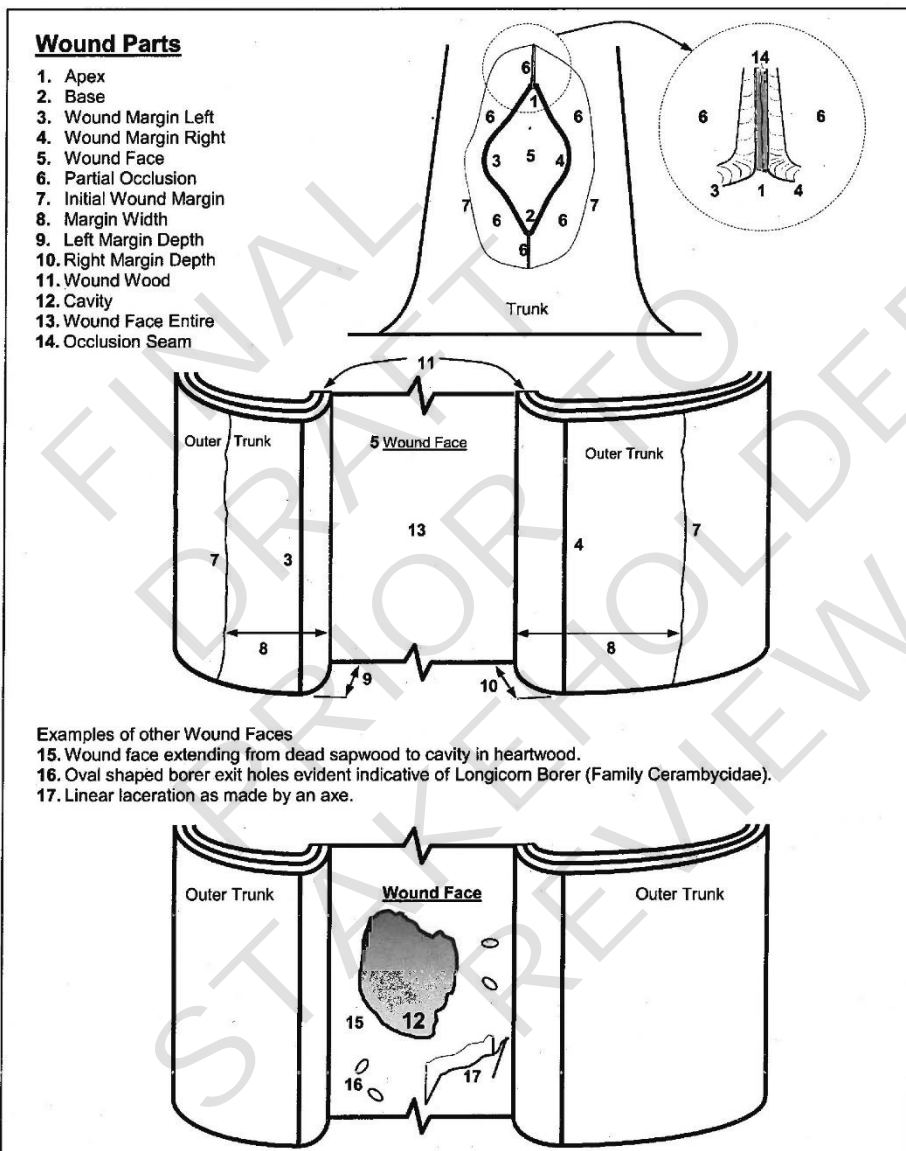 Wound Parts
1. Apex
2. Base
3. Wound Margin Left
4. Wound Margin Right
5. Wound Face
6. Partial Occlusion
7. Initial Wound Margin
8. Margin Width
9. Left Margin Depth
10. Right Margin Depth
11. Wound Wood
12. Cavity
13. Wound Face Entire
14. Occlusion Seam
6
1
6 6
3 5 4
7 2 7
6 6
6
Trunk
14
6 6
3 1 4
11
Outer Trunk
5 Wound Face
Outer Trunk
13
7 3 4 7
8 8
9 10
Examples of other Wound Faces
15. Wound face extending from dead sapwood to cavity in heartwood.
16. Oval shaped borer exit holes evident indicative of Longicorn Borer (Family Cerambycidae).
17. Linear laceration as made by an axe.
Outer Trunk
Wound Face
Outer Trunk
15 12
16 17
FINAL
DRAFT
PRIOR TO
STAKEHOLDER
REVIEW